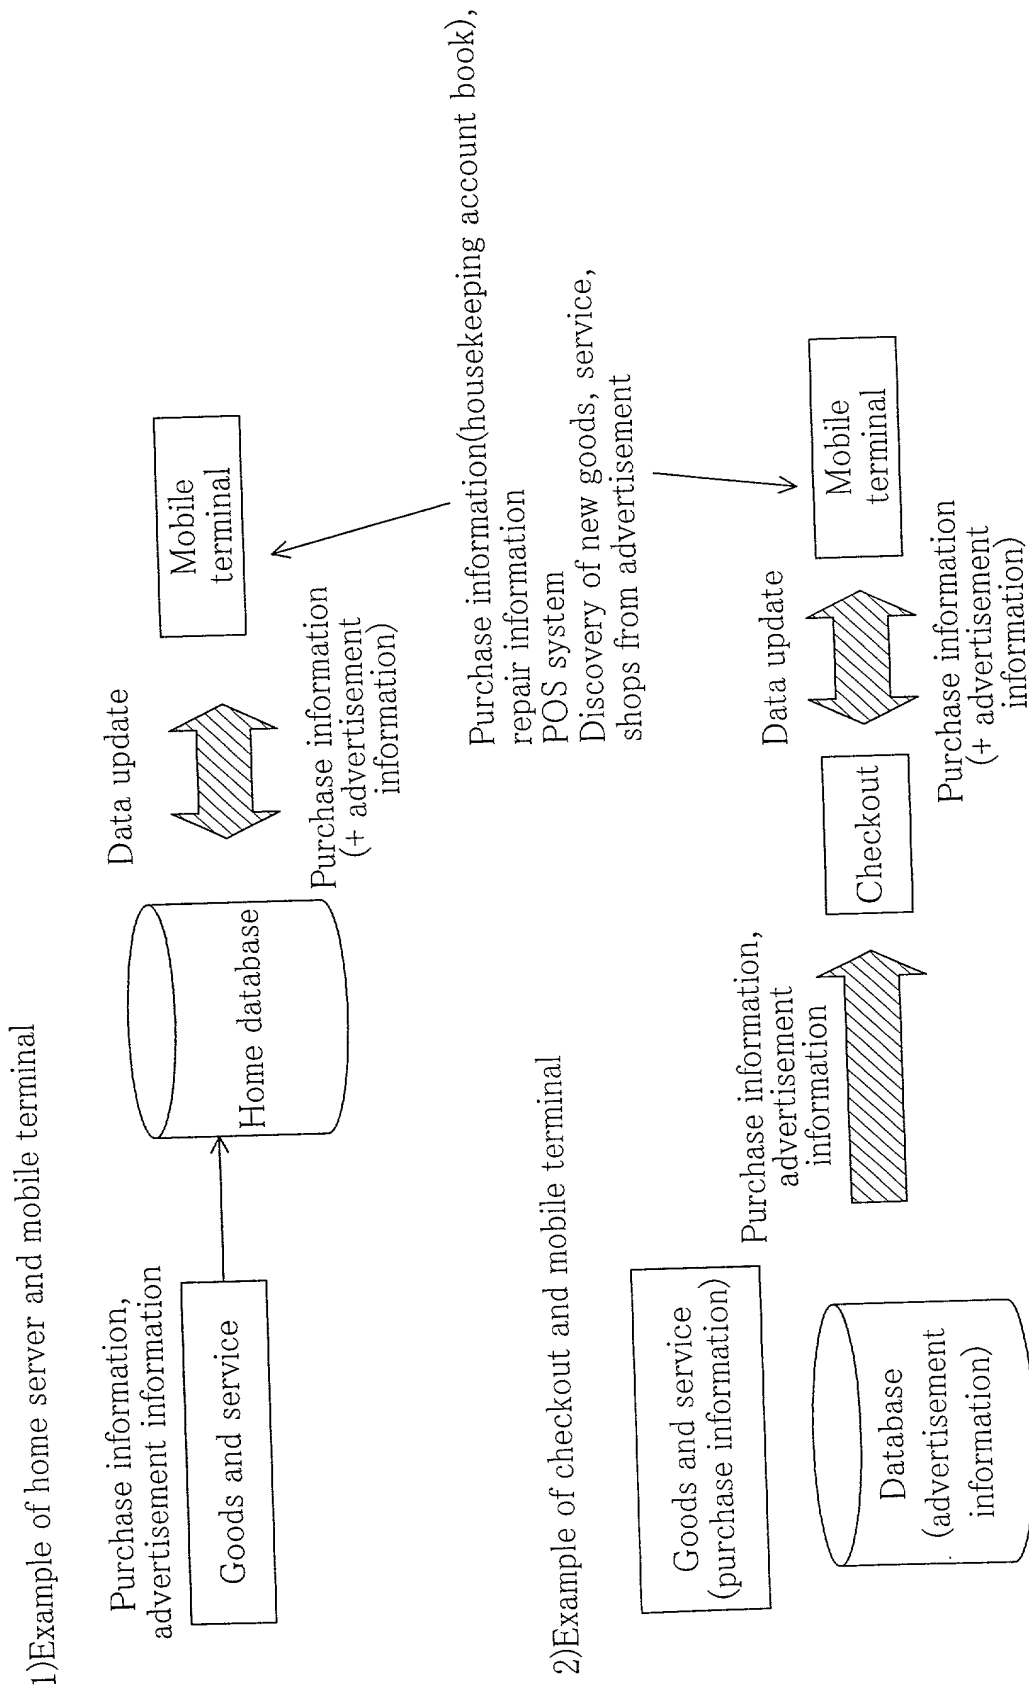 1)Example of home server and mobile terminal
Purchase information,
advertisement information
Goods and service
Home database
Data update
Purchase information
(+ advertisement
information)
Mobile
terminal
Purchase information(housekeeping account book),
repair information
POS system
Discovery of new goods, service,
shops from advertisement
2)Example of checkout and mobile terminal
Goods and service
(purchase information)
Database
(advertisement
information)
Purchase information,
advertisement
information
Checkout
Data update
Purchase information
(+ advertisement
information)
Mobile
terminal